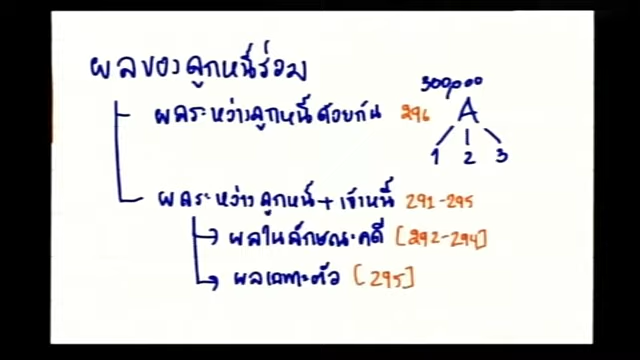 ผลของลูกหนี้ร่วม
300,000
ผลระหว่างลูกหนี้ด้วยกัน 296 A
1 2 3
ผลระหว่างลูกหนี้ + เจ้าหนี้ 291-295
ผลในลักษณะคดี [292-294]
ผลเฉพาะตัว [295]